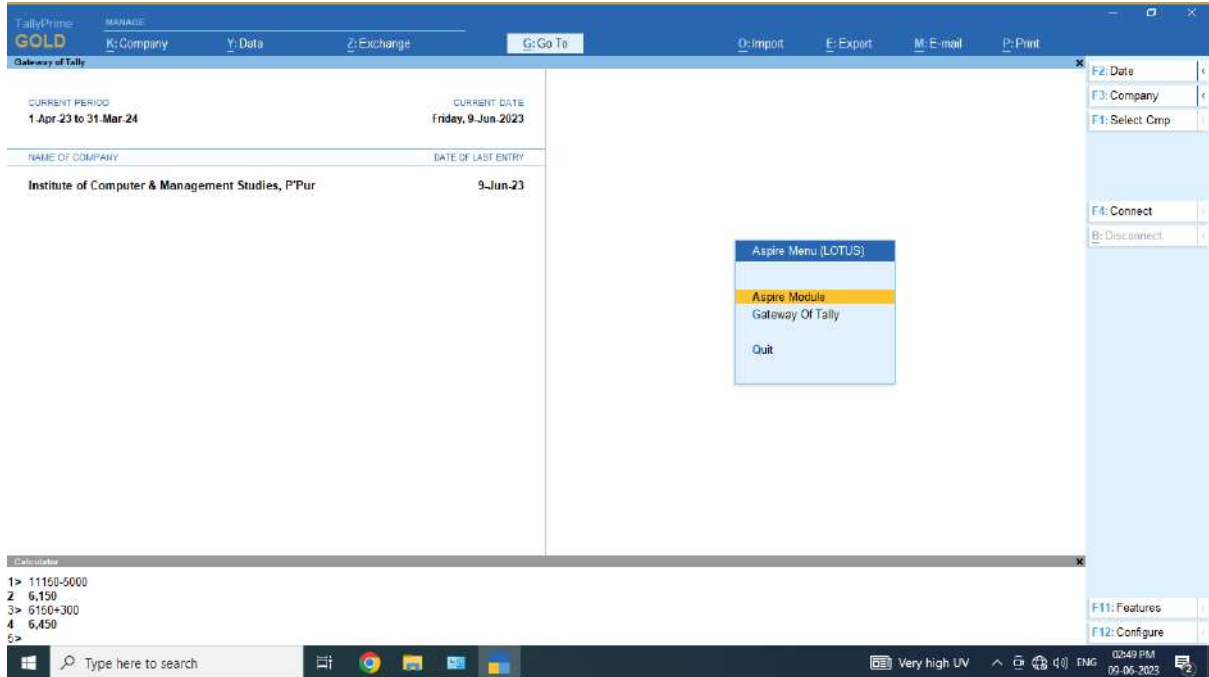 TallyPrime
GOLD
MANAGE
K: Company
Y: Data
Z: Exchange
G: Go To
O: Import
E: Export
M: E-mail
P: Print
Gateway of Tally
CURRENT PERIOD
CURRENT DATE
1-Apr-23 to 31-Mar-24
Friday, 9-Jun-2023
NAME OF COMPANY
DATE OF LAST ENTRY
Institute of Computer & Management Studies, P'Pur
9-Jun-23
Aspire Menu (LOTUS)
Aspire Module
Gateway Of Tally
Quit
F2: Date
F3: Company
F1: Select Cmp
F4: Connect
B: Disconnect
F11: Features
F12: Configure
Calculator
1> 11150-5000
2 6,150
3> 6150+300
4 6,450
5>
Type here to search
Very high UV
ENG
02:49 PM
09-06-2023
2